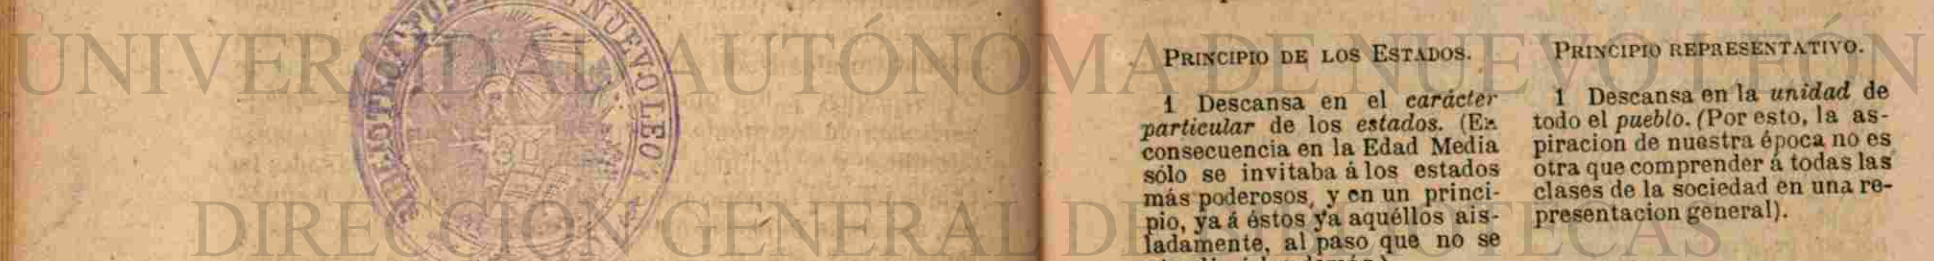 UNIVERSIDAD AUTÓNOMA DE NUEVO LEÓN
DIRECCIÓN GENERAL DE BIBLIOTECAS
PRINCIPIO DE LOS ESTADOS.
1 Descansa en el carácter
particular de los estados. (En
consecuencia en la Edad Media
sólo se invitaba á los estados
más poderosos, y en un princi-
pio, ya á éstos ya aquéllos ais-
ladamente, al paso que no se
PRINCIPIO REPRESENTATIVO.
1 Descansa en la unidad de
todo el pueblo. (Por esto, la as-
piracion de nuestra época no es
otra que comprender á todas las
clases de la sociedad en una re-
presentacion general).